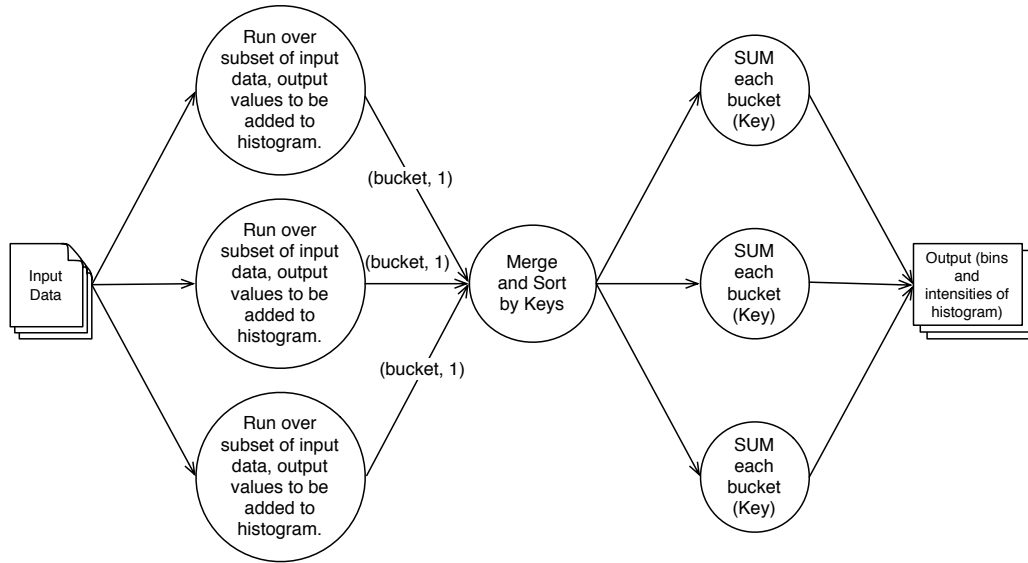 Input
Data
Run over
subset of input
data, output
values to be
added to
histogram.
Run over
subset of input
data, output
values to be
added to
histogram.
Run over
subset of input
data, output
values to be
added to
histogram.
(bucket, 1)
(bucket, 1)
(bucket, 1)
Merge
and Sort
by Keys
SUM
each
bucket
(Key)
SUM
each
bucket
(Key)
SUM
each
bucket
(Key)
Output (bins
and
intensities of
histogram)